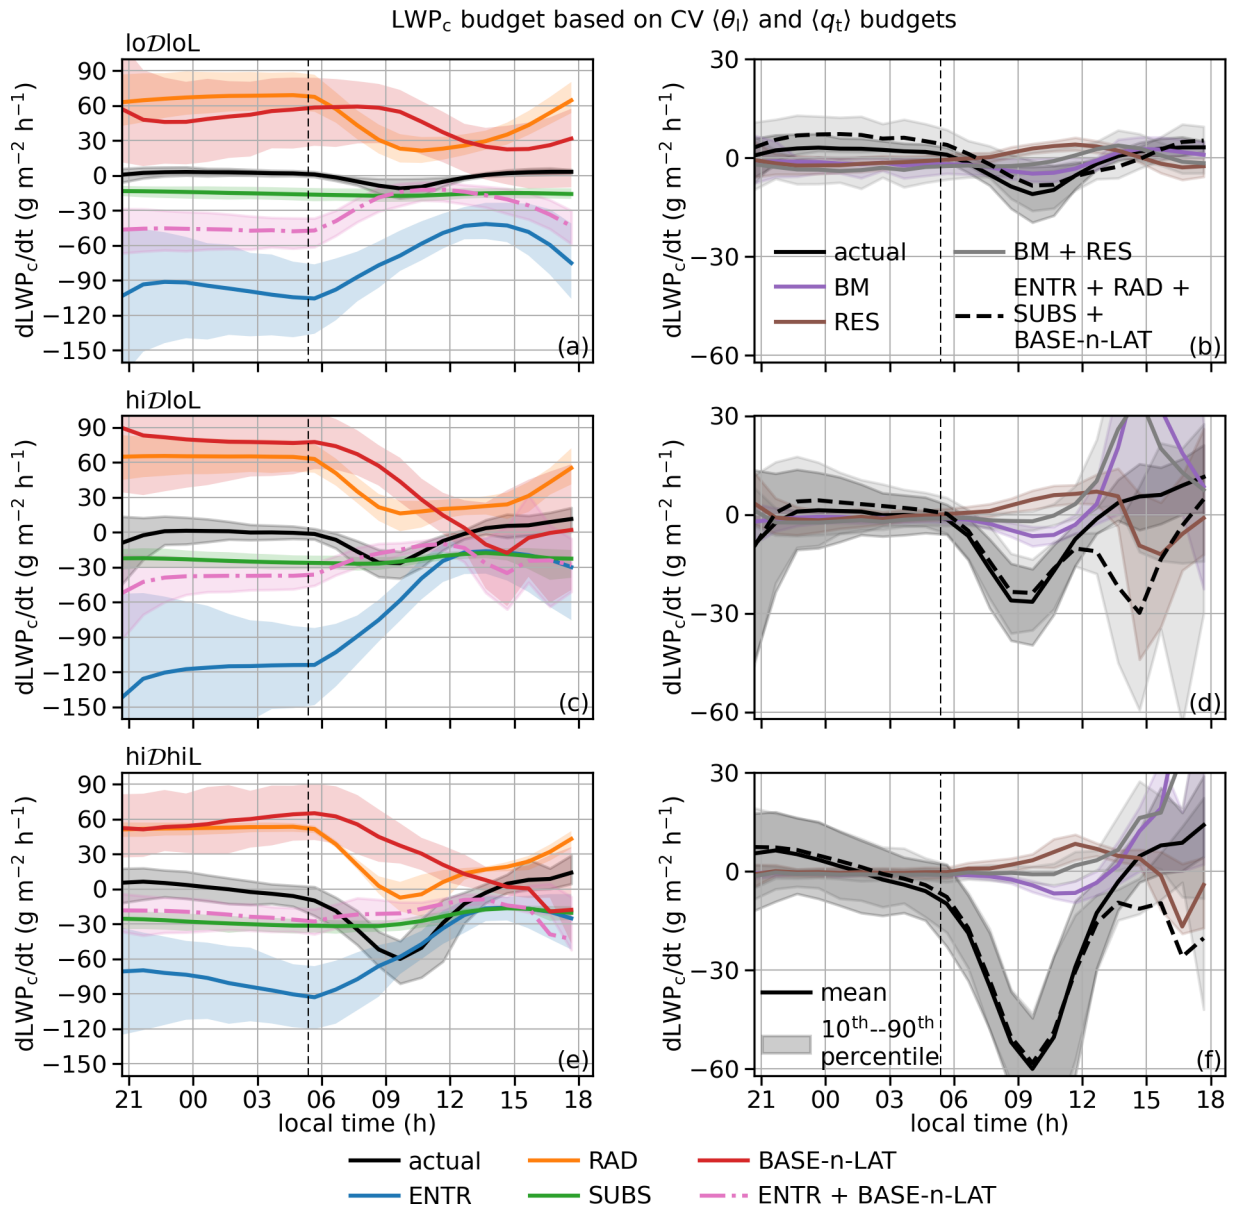 LWPc budget based on CV ⟨θl⟩ and ⟨qt⟩ budgets
lo𝒟loL
90
60
30
0
−30
−60
−90
−120
−150
dLWPc/dt (g m⁻² h⁻¹)
(a)
30
0
−30
−60
dLWPc/dt (g m⁻² h⁻¹)
actual
BM
RES
BM + RES
ENTR + RAD +
SUBS +
BASE-n-LAT
(b)
hi𝒟loL
90
60
30
0
−30
−60
−90
−120
−150
dLWPc/dt (g m⁻² h⁻¹)
(c)
30
0
−30
−60
dLWPc/dt (g m⁻² h⁻¹)
(d)
hi𝒟hiL
90
60
30
0
−30
−60
−90
−120
−150
dLWPc/dt (g m⁻² h⁻¹)
(e)
21 00 03 06 09 12 15 18
local time (h)
30
0
−30
−60
dLWPc/dt (g m⁻² h⁻¹)
mean
10th--90th
percentile
(f)
21 00 03 06 09 12 15 18
local time (h)
actual RAD BASE-n-LAT
ENTR SUBS ENTR + BASE-n-LAT